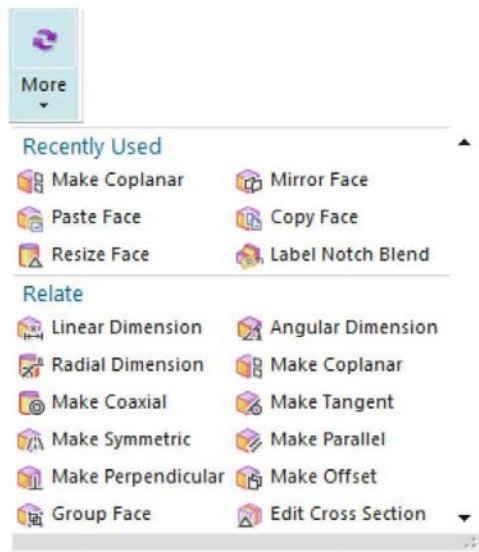 More
Recently Used
Make Coplanar Mirror Face
Paste Face Copy Face
Resize Face Label Notch Blend
Relate
Linear Dimension Angular Dimension
Radial Dimension Make Coplanar
Make Coaxial Make Tangent
Make Symmetric Make Parallel
Make Perpendicular Make Offset
Group Face Edit Cross Section